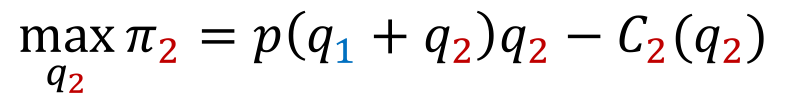 max π₂ = p(q₁ + q₂)q₂ − C₂(q₂)
q₂